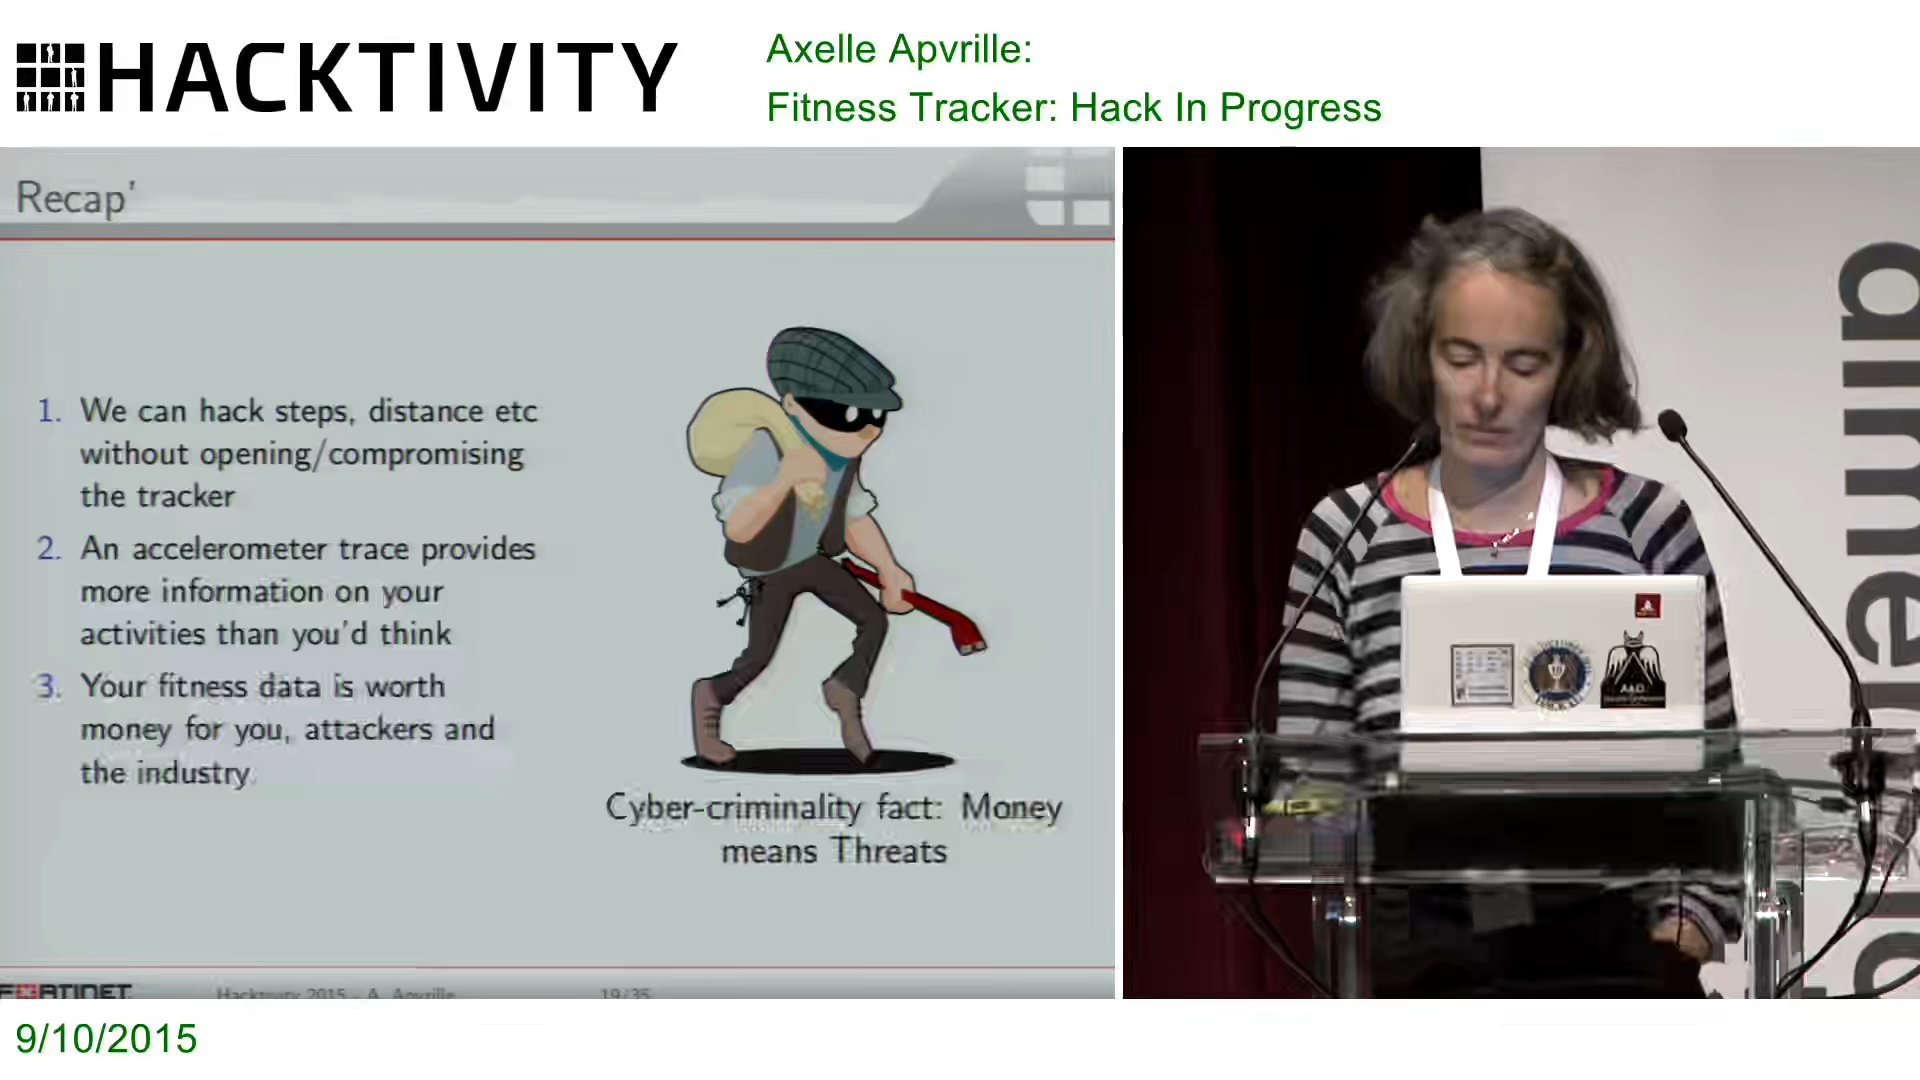 HACKTIVITY
Axelle Apvrille:
Fitness Tracker: Hack In Progress
Recap'
1. We can hack steps, distance etc
without opening/compromising
the tracker
2. An accelerometer trace provides
more information on your
activities than you'd think
3. Your fitness data is worth
money for you, attackers and
the industry
Cyber-criminality fact: Money
means Threats
FORTINET
Hacktivity 2015 - A. Apvrille
19/35
9/10/2015